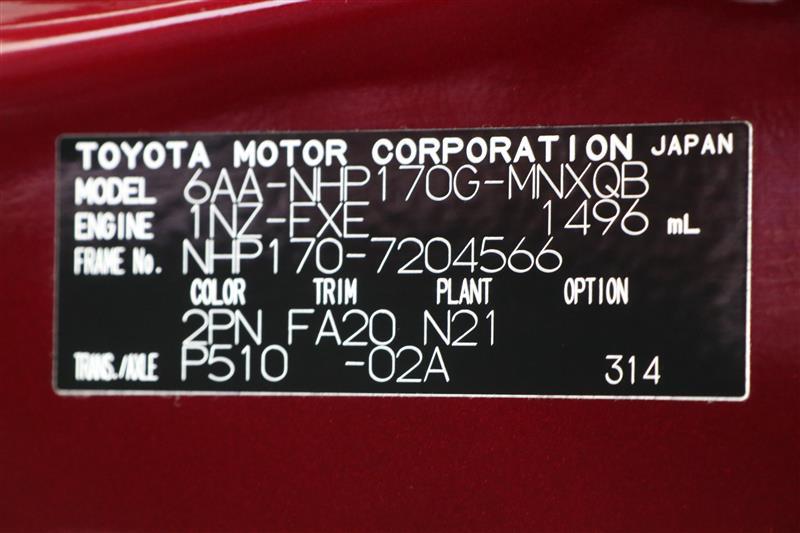 TOYOTA MOTOR CORPORATION JAPAN
MODEL 6AA-NHP170G-MNXQB
ENGINE 1NZ-FXE 1496 mL
FRAME No. NHP170-7204566
COLOR TRIM PLANT OPTION
2PN FA20 N21
TRANS./AXLE P510 -02A 314